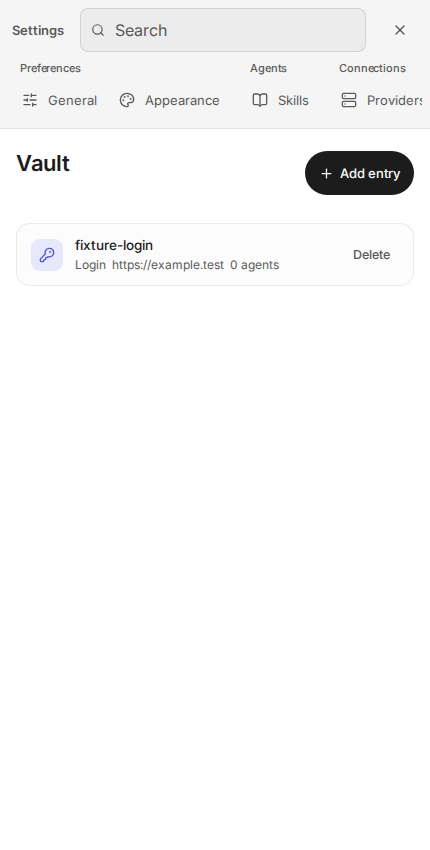 Settings
Search
Preferences
Agents
Connections
General
Appearance
Skills
Providers
Vault
Add entry
fixture-login
Login https://example.test 0 agents
Delete